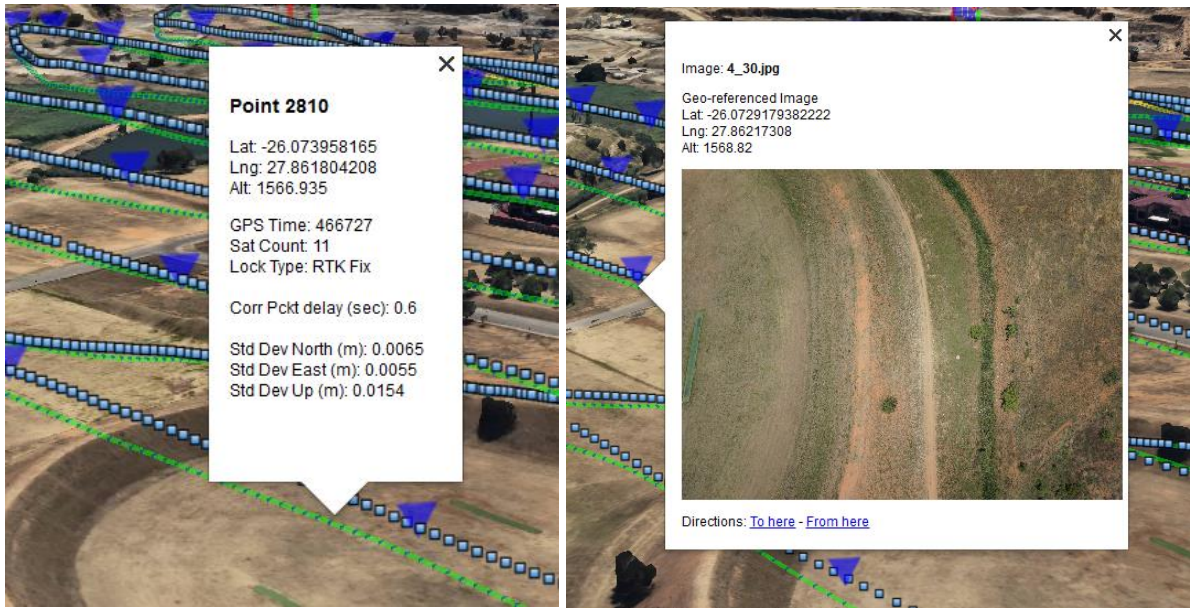 Point 2810
Lat: -26.073958165
Lng: 27.861804208
Alt: 1566.935
GPS Time: 466727
Sat Count: 11
Lock Type: RTK Fix
Corr Pckt delay (sec): 0.6
Std Dev North (m): 0.0065
Std Dev East (m): 0.0055
Std Dev Up (m): 0.0154
Image: 4_30.jpg
Geo-referenced Image
Lat: -26.0729179382222
Lng: 27.86217308
Alt: 1568.82
Directions: To here - From here